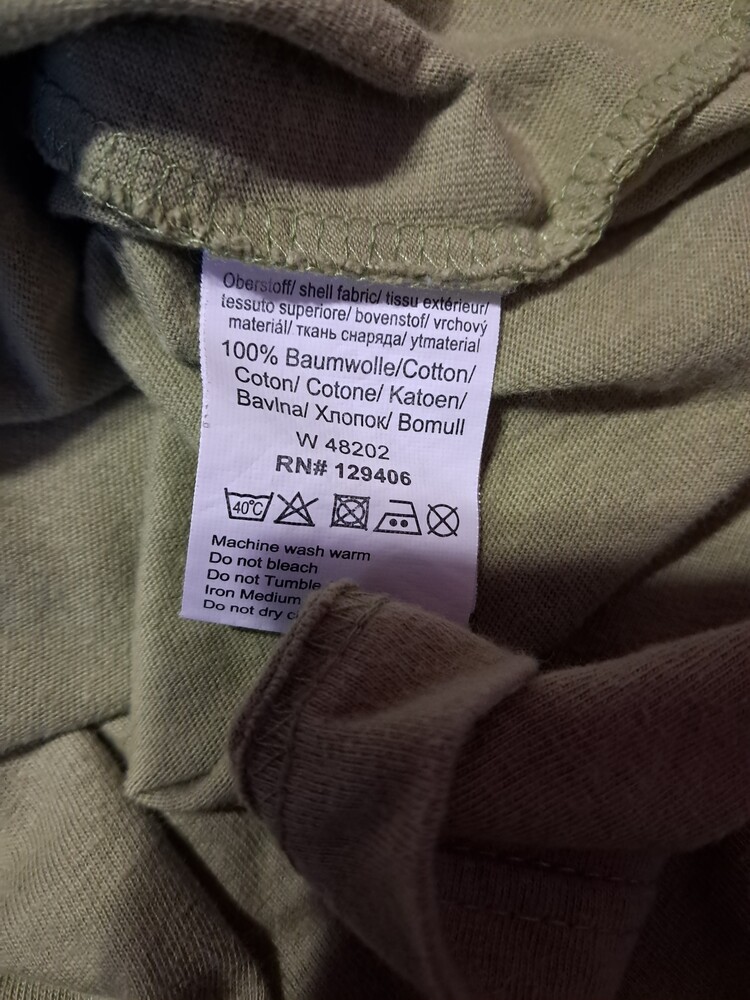 Oberstoff/ shell fabric/ tissu extérieur/
tessuto superiore/ bovenstof/ vrchový
materiál/ ткань снаряда/ ytmaterial
100% Baumwolle/Cotton/
Coton/ Cotone/ Katoen/
Bavlna/ Хлопок/ Bomull
W 48202
RN# 129406
40°C
Machine wash warm
Do not bleach
Do not Tumble
Iron Medium
Do not dry